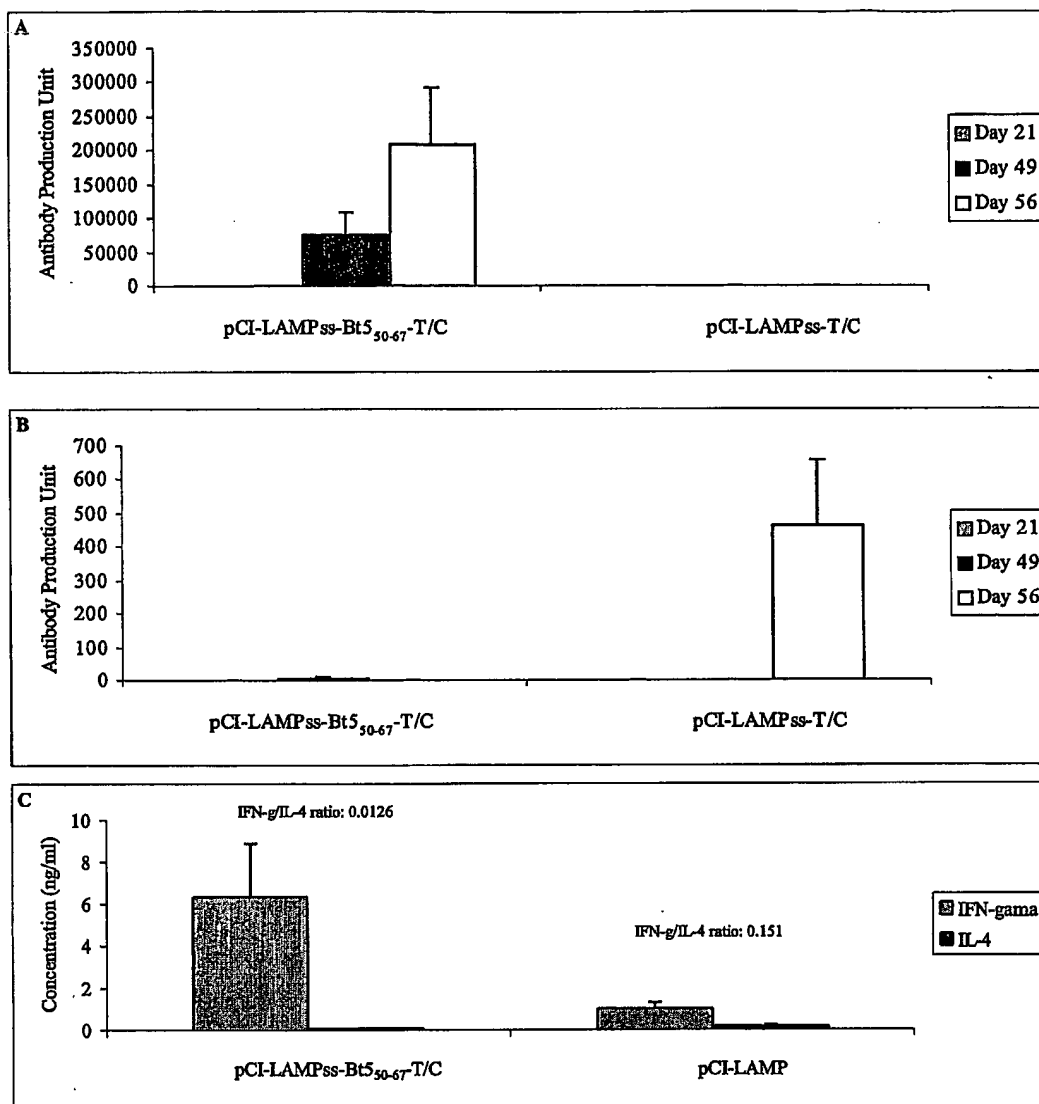 A
Antibody Production Unit
350000
300000
250000
200000
150000
100000
50000
0
pCI-LAMPss-Bt5₅₀₋₆₇-T/C
pCI-LAMPss-T/C
Day 21
Day 49
Day 56
B
Antibody Production Unit
700
600
500
400
300
200
100
0
pCI-LAMPss-Bt5₅₀₋₆₇-T/C
pCI-LAMPss-T/C
Day 21
Day 49
Day 56
C
Concentration (ng/ml)
10
8
6
4
2
0
IFN-g/IL-4 ratio: 0.0126
IFN-g/IL-4 ratio: 0.151
pCI-LAMPss-Bt5₅₀₋₆₇-T/C
pCI-LAMP
IFN-gama
IL-4